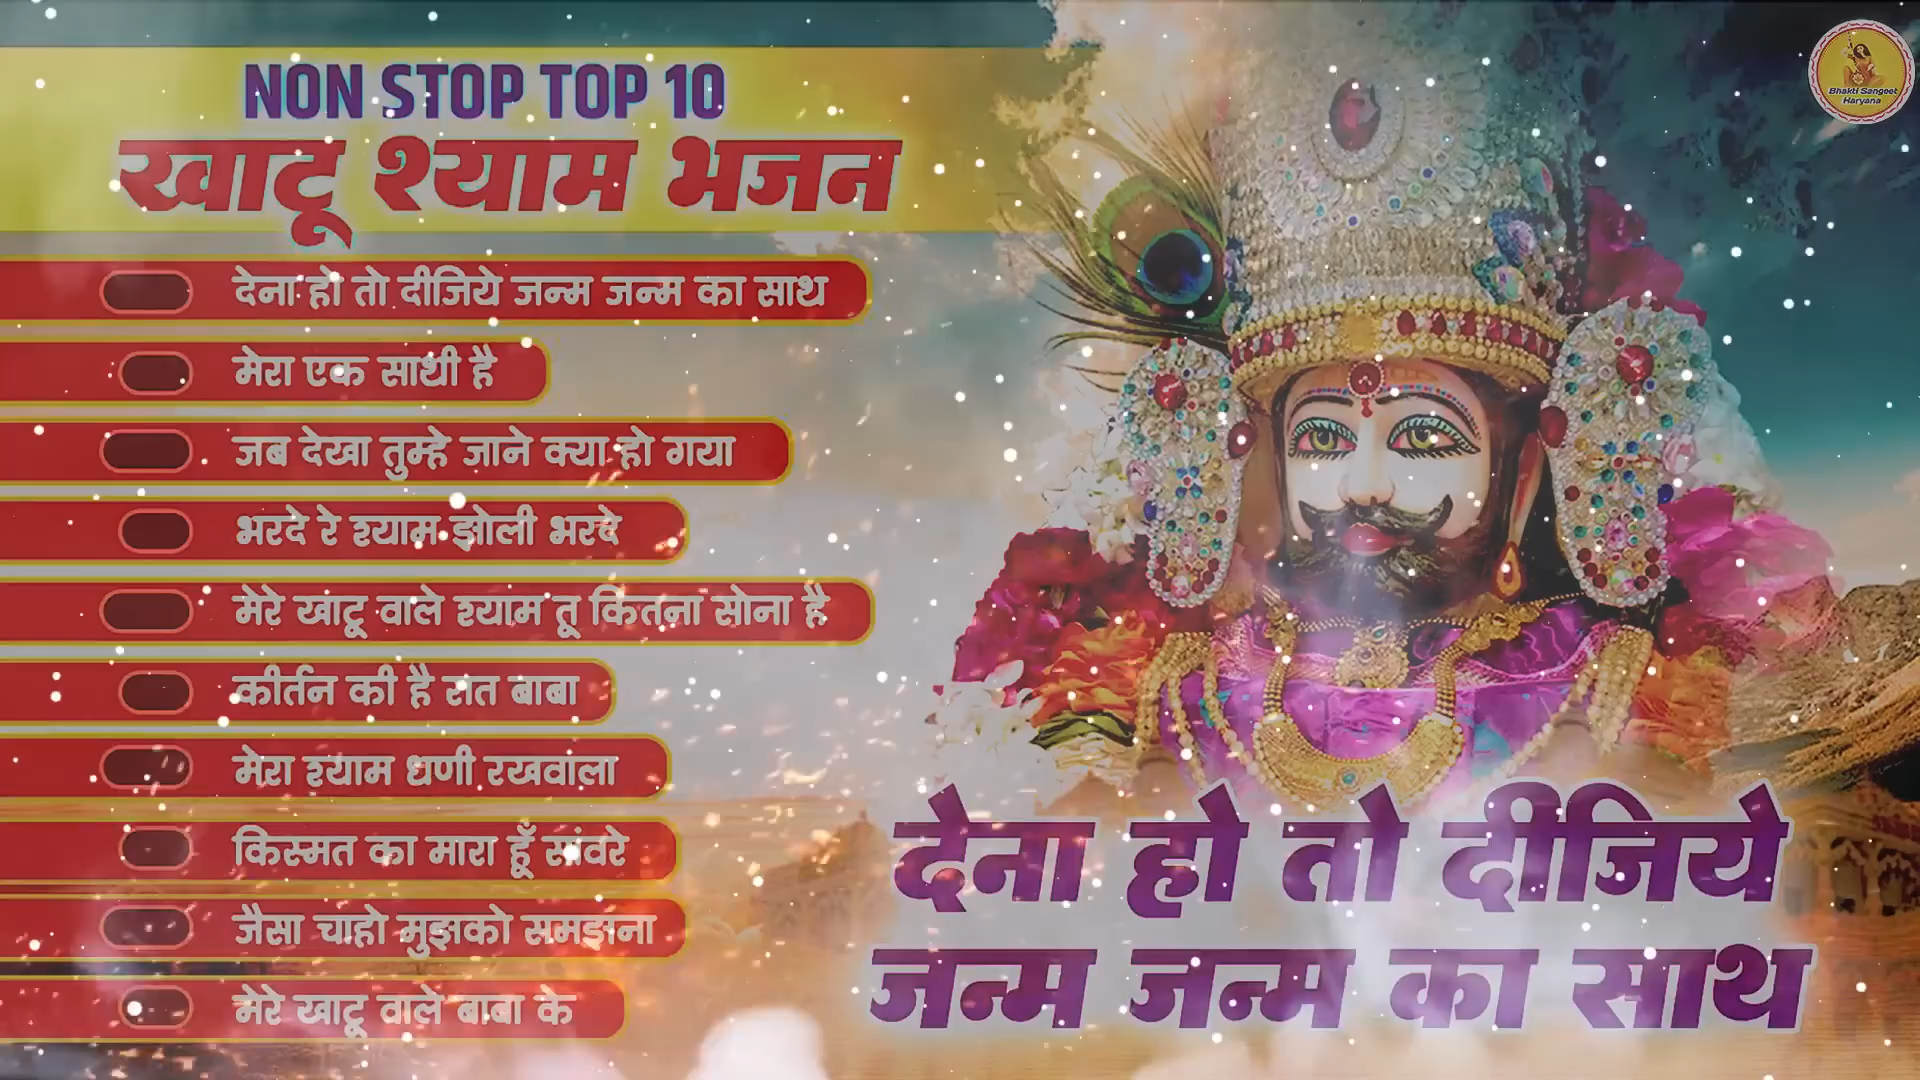 NON STOP TOP 10
खाटू श्याम भजन
देना हो तो दीजिये जन्म जन्म का साथ
मेरा एक साथी है
जब देखा तुम्हे जाने क्या हो गया
भरदे रे श्याम झोली भरदे
मेरे खाटू वाले श्याम तू कितना सोना है
कीर्तन की है रात बाबा
मेरा श्याम धणी रखवाला
किस्मत का मारा हूँ सांवरे
जैसा चाहो मुझको समझना
मेरे खाटू वाले बाबा के
Bhakti Sangeet
Haryana
देना हो तो दीजिये
जन्म जन्म का साथ